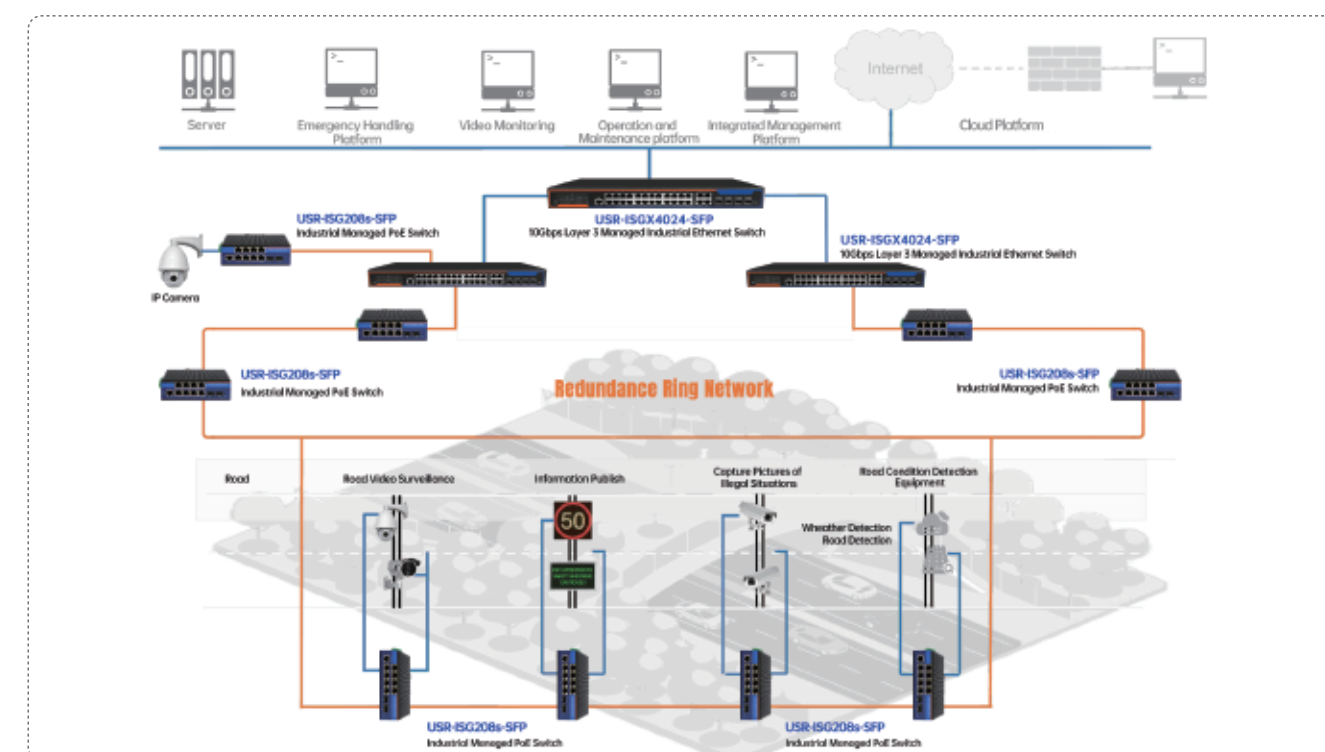 Internet
Server
Emergency Handling
Platform
Video Monitoring
Operation and
Maintenance platform
Integrated Management
Platform
Cloud Platform
USR-ISG208s-SFP
Industrial Managed PoE Switch
USR-ISGX4024-SFP
10Gbps Layer 3 Managed Industrial Ethernet Switch
USR-ISGX4024-SFP
10Gbps Layer 3 Managed Industrial Ethernet Switch
IP Camera
USR-ISG208s-SFP
Industrial Managed PoE Switch
Redundance Ring Network
USR-ISG208s-SFP
Industrial Managed PoE Switch
Road
Road Video Surveillance
Information Publish
Capture Pictures of
Illegal Situations
Road Condition Detection
Equipment
50
Wheather Detection
Road Detection
USR-ISG208s-SFP
Industrial Managed PoE Switch
USR-ISG208s-SFP
Industrial Managed PoE Switch